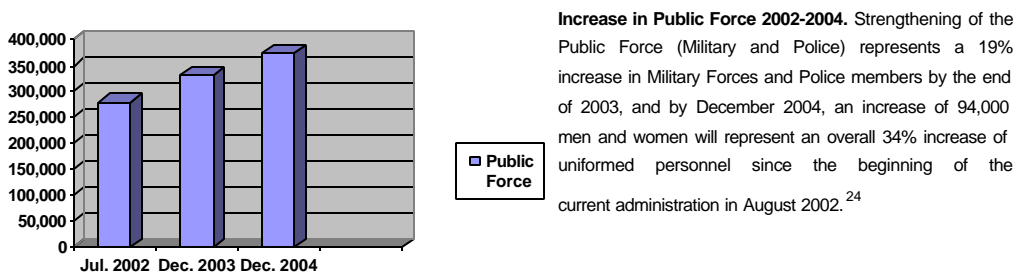 400,000
350,000
300,000
250,000
200,000
150,000
100,000
50,000
0
Jul. 2002 Dec. 2003 Dec. 2004
Public
Force
Increase in Public Force 2002-2004. Strengthening of the
Public Force (Military and Police) represents a 19%
increase in Military Forces and Police members by the end
of 2003, and by December 2004, an increase of 94,000
men and women will represent an overall 34% increase of
uniformed personnel since the beginning of the
current administration in August 2002.24